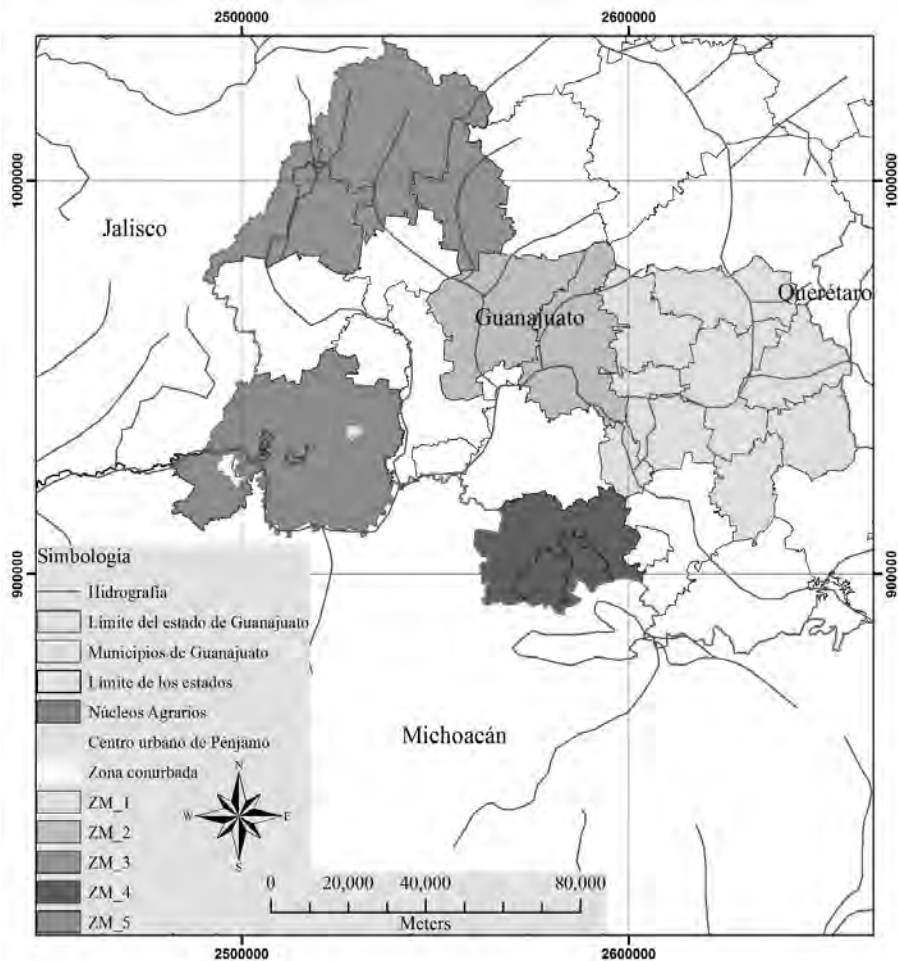 2500000 2600000
1000000 1000000
Jalisco
Querétaro
Guanajuato
900000 900000
Michoacán
Simbología
Hidrografía
Límite del estado de Guanajuato
Municipios de Guanajuato
Límite de los estados
Núcleos Agrarios
Centro urbano de Pénjamo
Zona conurbada
ZM_1
ZM_2
ZM_3
ZM_4
ZM_5
N
W E
S
0 20,000 40,000 80,000
Meters
2500000 2600000